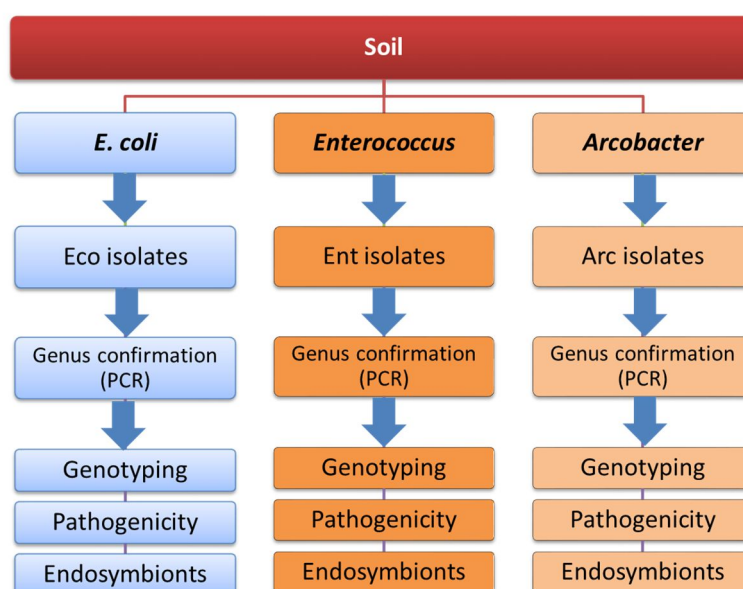 Soil
E. coli
Enterococcus
Arcobacter
Eco isolates
Ent isolates
Arc isolates
Genus confirmation
(PCR)
Genus confirmation
(PCR)
Genus confirmation
(PCR)
Genotyping
Genotyping
Genotyping
Pathogenicity
Pathogenicity
Pathogenicity
Endosymbionts
Endosymbionts
Endosymbionts